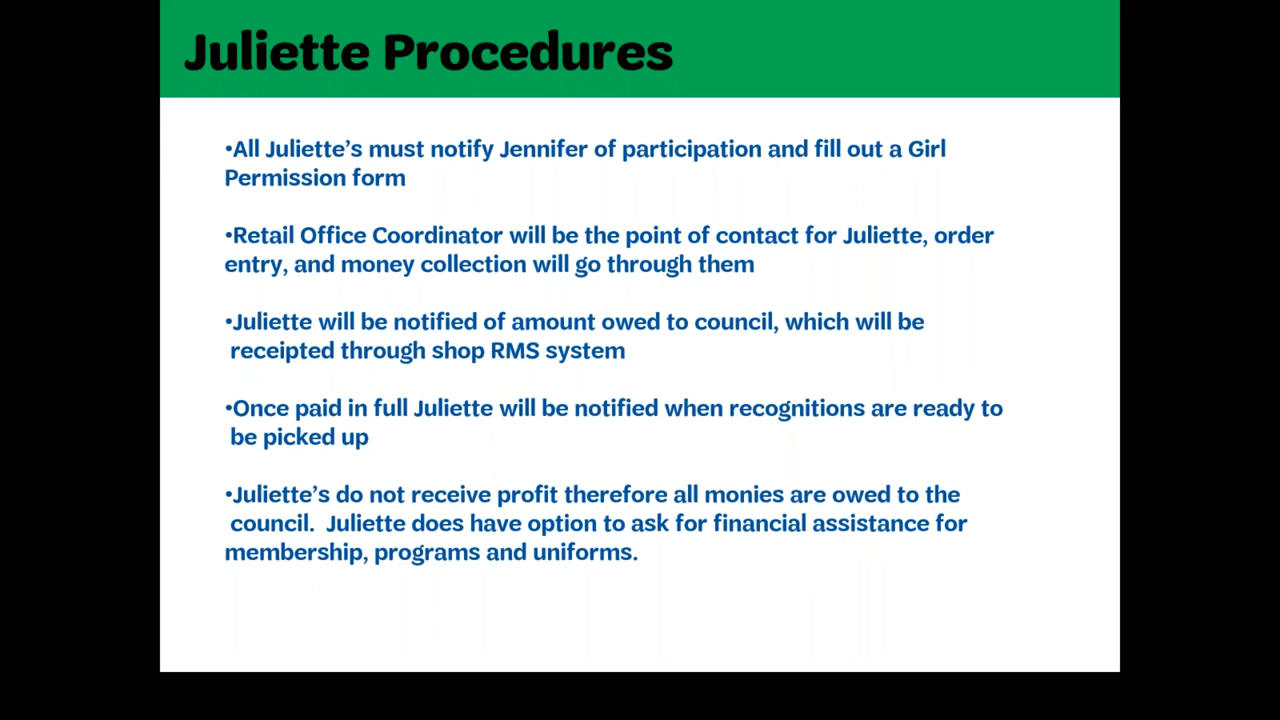 Juliette Procedures
•All Juliette’s must notify Jennifer of participation and fill out a Girl
Permission form
•Retail Office Coordinator will be the point of contact for Juliette, order
entry, and money collection will go through them
•Juliette will be notified of amount owed to council, which will be
receipted through shop RMS system
•Once paid in full Juliette will be notified when recognitions are ready to
be picked up
•Juliette’s do not receive profit therefore all monies are owed to the
council.  Juliette does have option to ask for financial assistance for
membership, programs and uniforms.